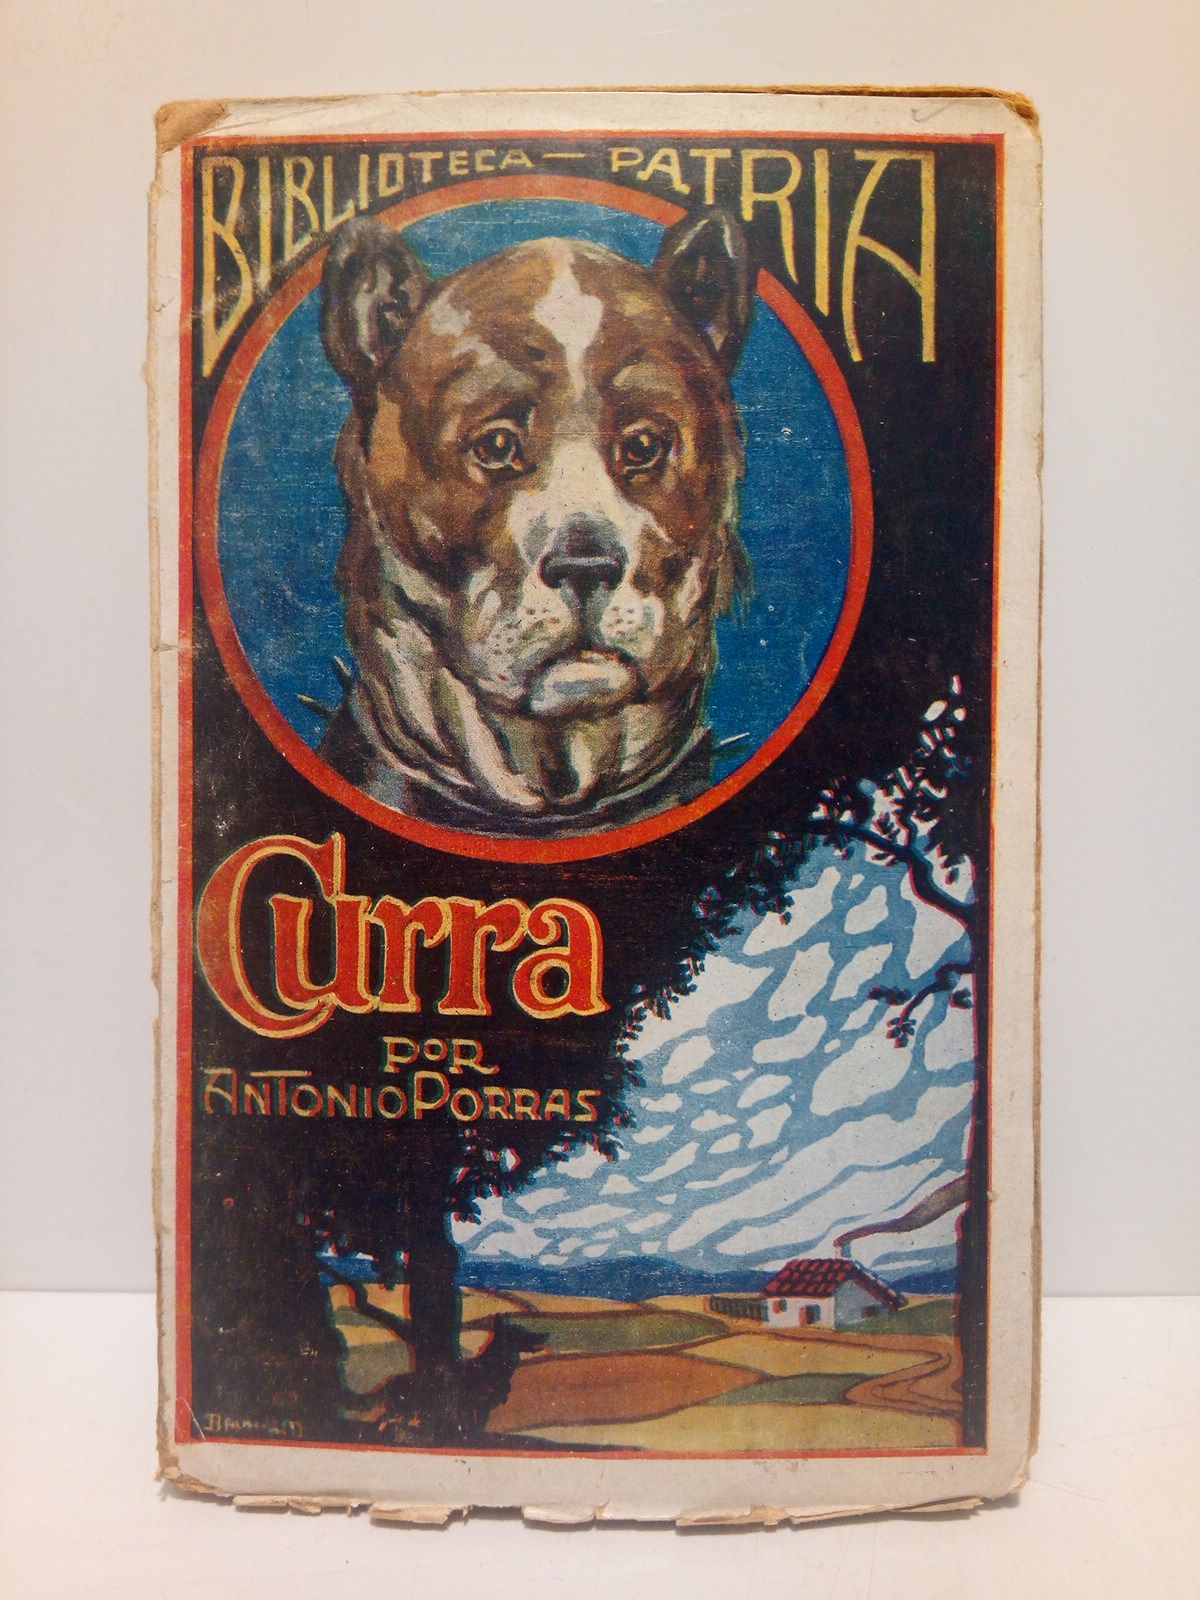 BIBLIOTECA - PATRIA
Curra
POR
ANTONIO PORRAS